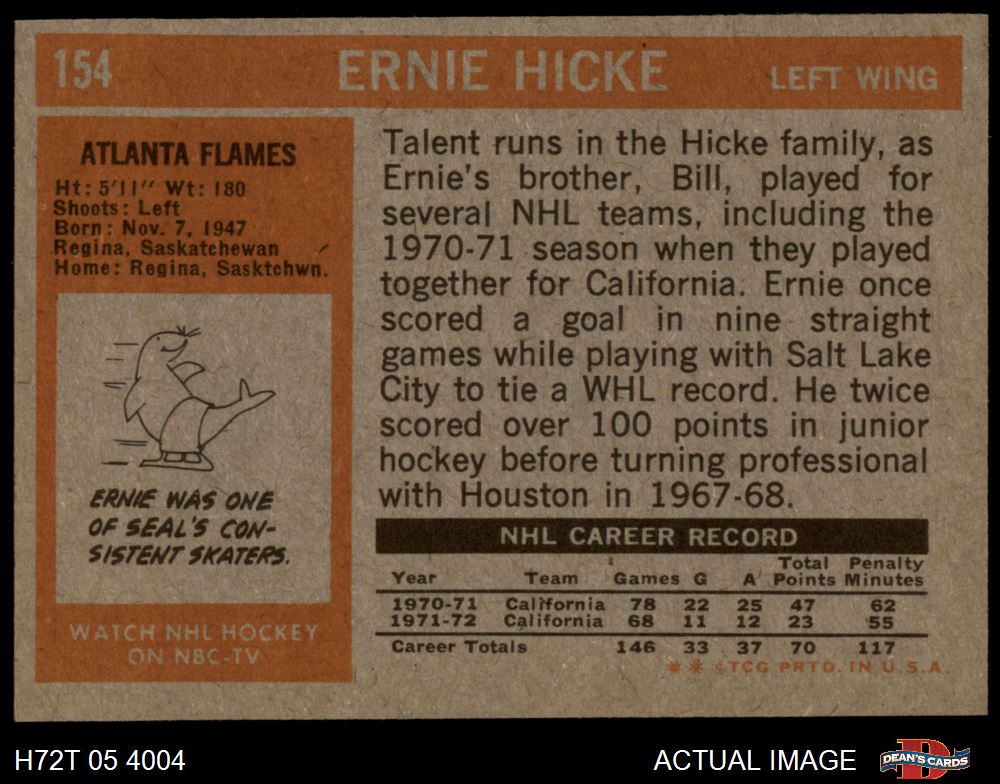 154 ERNIE HICKE LEFT WING
ATLANTA FLAMES
Ht: 5'11" Wt: 180
Shoots: Left
Born: Nov. 7, 1947
Regina, Saskatchewan
Home: Regina, Sasktchwn.
ERNIE WAS ONE
OF SEAL'S CON-
SISTENT SKATERS.
WATCH NHL HOCKEY
ON NBC-TV
Talent runs in the Hicke family, as
Ernie's brother, Bill, played for
several NHL teams, including the
1970-71 season when they played
together for California. Ernie once
scored a goal in nine straight
games while playing with Salt Lake
City to tie a WHL record. He twice
scored over 100 points in junior
hockey before turning professional
with Houston in 1967-68.
NHL CAREER RECORD
Total Penalty
Year Team Games G A Points Minutes
1970-71 California 78 22 25 47 62
1971-72 California 68 11 12 23 55
Career Totals 146 33 37 70 117
* * ©TCG PRTD. IN U.S.A.
H72T 05 4004 ACTUAL IMAGE DEAN'S CARDS